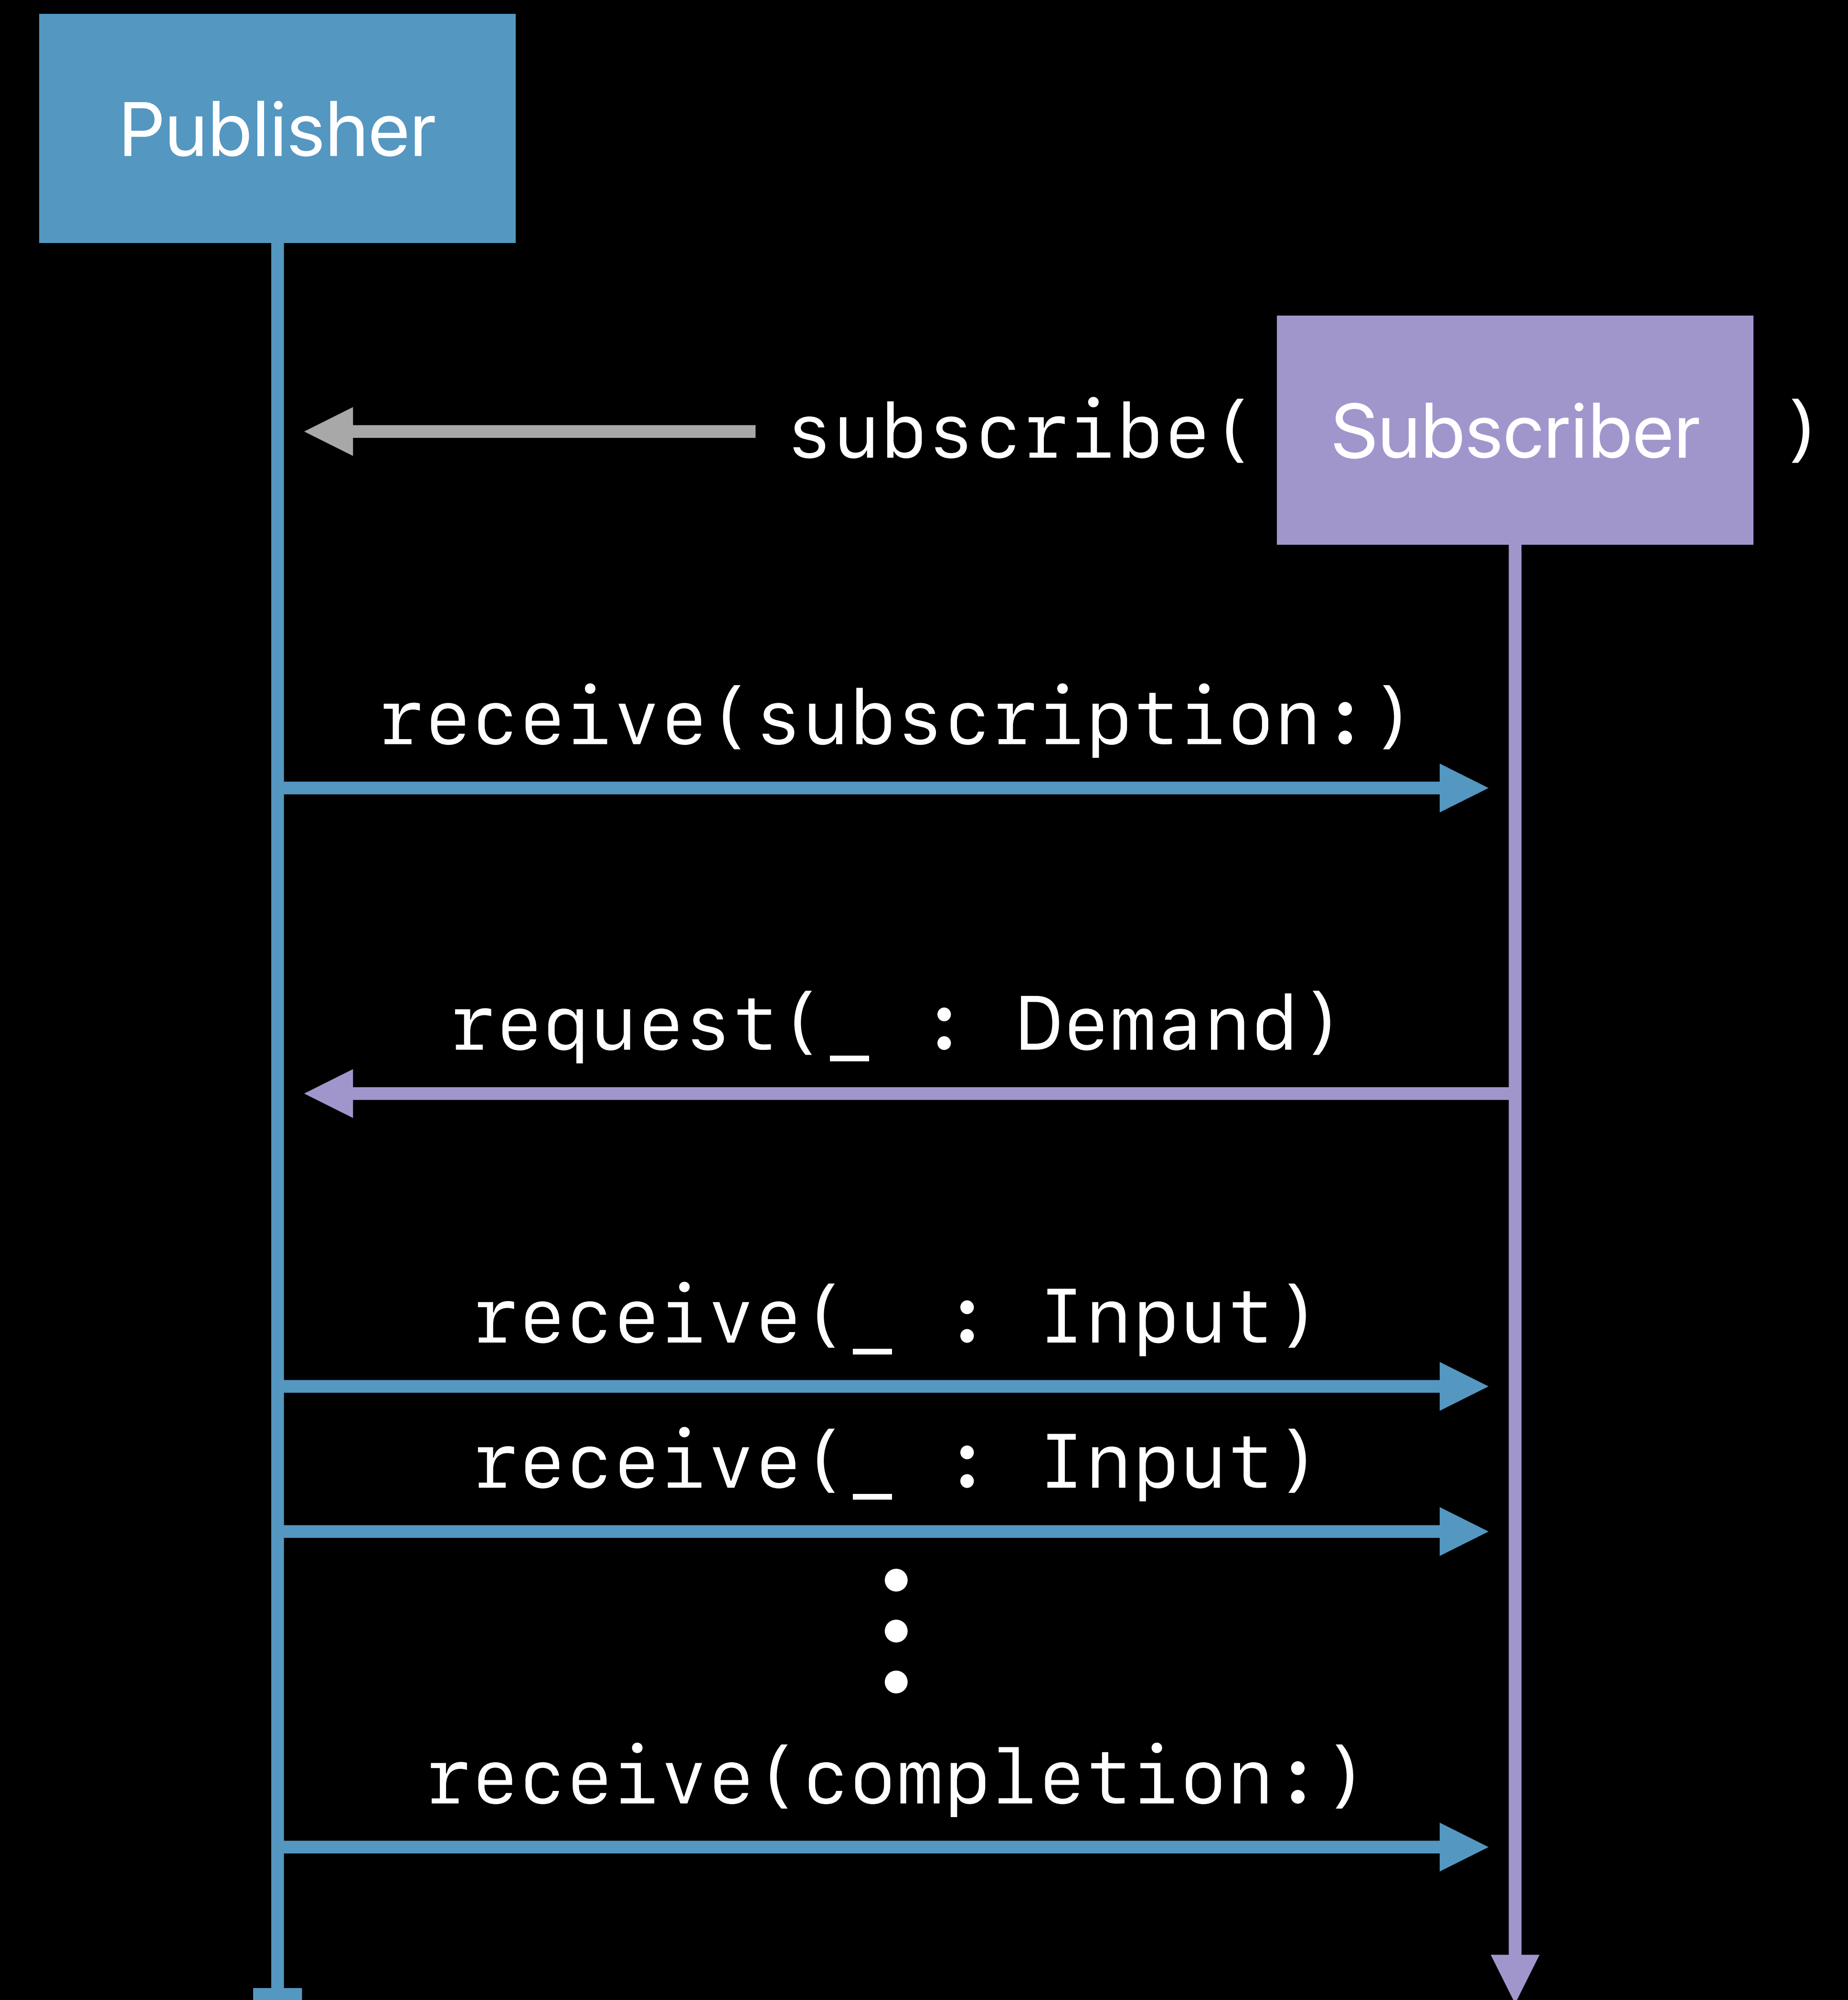 Publisher
subscribe( Subscriber )
receive(subscription:)
request(_ : Demand)
receive(_ : Input)
receive(_ : Input)
receive(completion:)